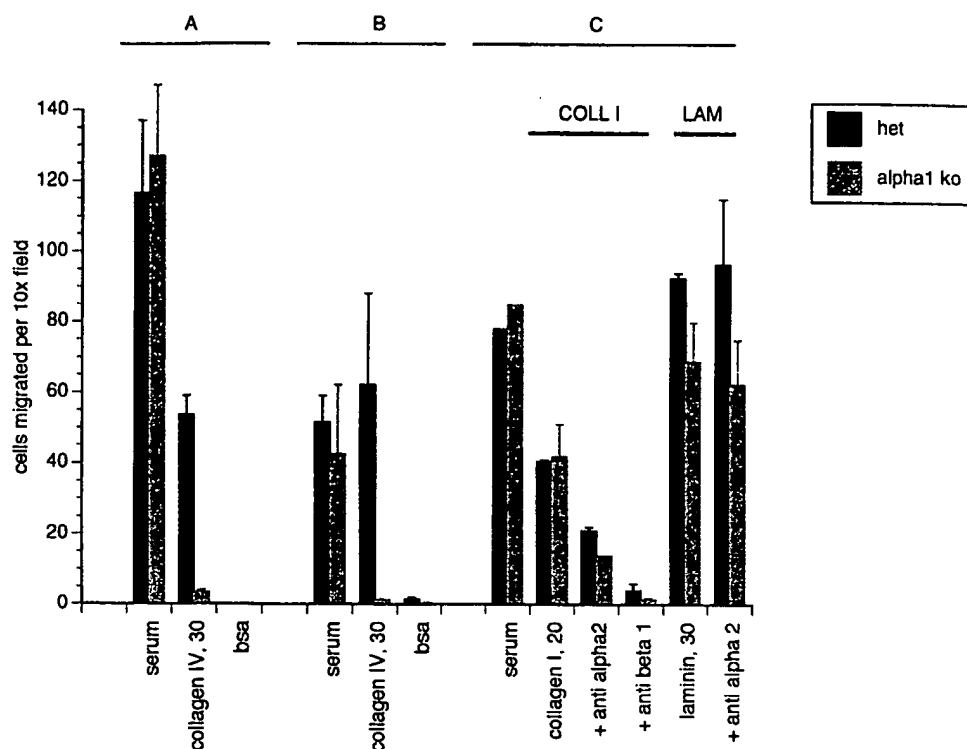 A B C
COLL I LAM
het
alpha1 ko
cells migrated per 10x field
140
120
100
80
60
40
20
0
serum
collagen IV, 30
bsa
serum
collagen IV, 30
bsa
serum
collagen I, 20
+ anti alpha2
+ anti beta 1
laminin, 30
+ anti alpha 2